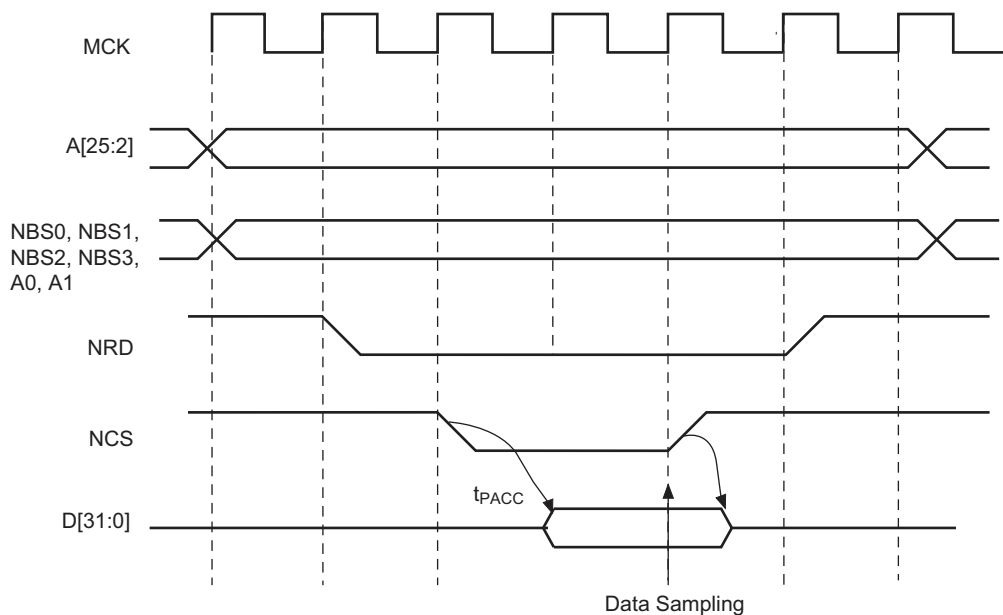 MCK
A[25:2]
NBS0, NBS1,
NBS2, NBS3,
A0, A1
NRD
NCS
tPACC
D[31:0]
Data Sampling